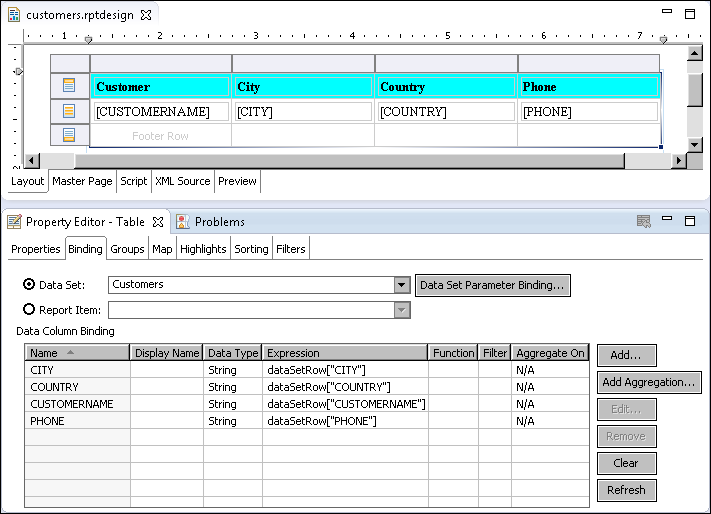 customers.rptdesign
1 2 3 4 5 6 7
Customer City Country Phone
[CUSTOMERNAME] [CITY] [COUNTRY] [PHONE]
Footer Row
2
Layout Master Page Script XML Source Preview
Property Editor - Table Problems
Properties Binding Groups Map Highlights Sorting Filters
Data Set: Customers Data Set Parameter Binding...
Report Item:
Data Column Binding
Name Display Name Data Type Expression Function Filter Aggregate On Add...
CITY String dataSetRow["CITY"] N/A
COUNTRY String dataSetRow["COUNTRY"] N/A Add Aggregation...
CUSTOMERNAME String dataSetRow["CUSTOMERNAME"] N/A Edit...
PHONE String dataSetRow["PHONE"] N/A
Remove
Clear
Refresh